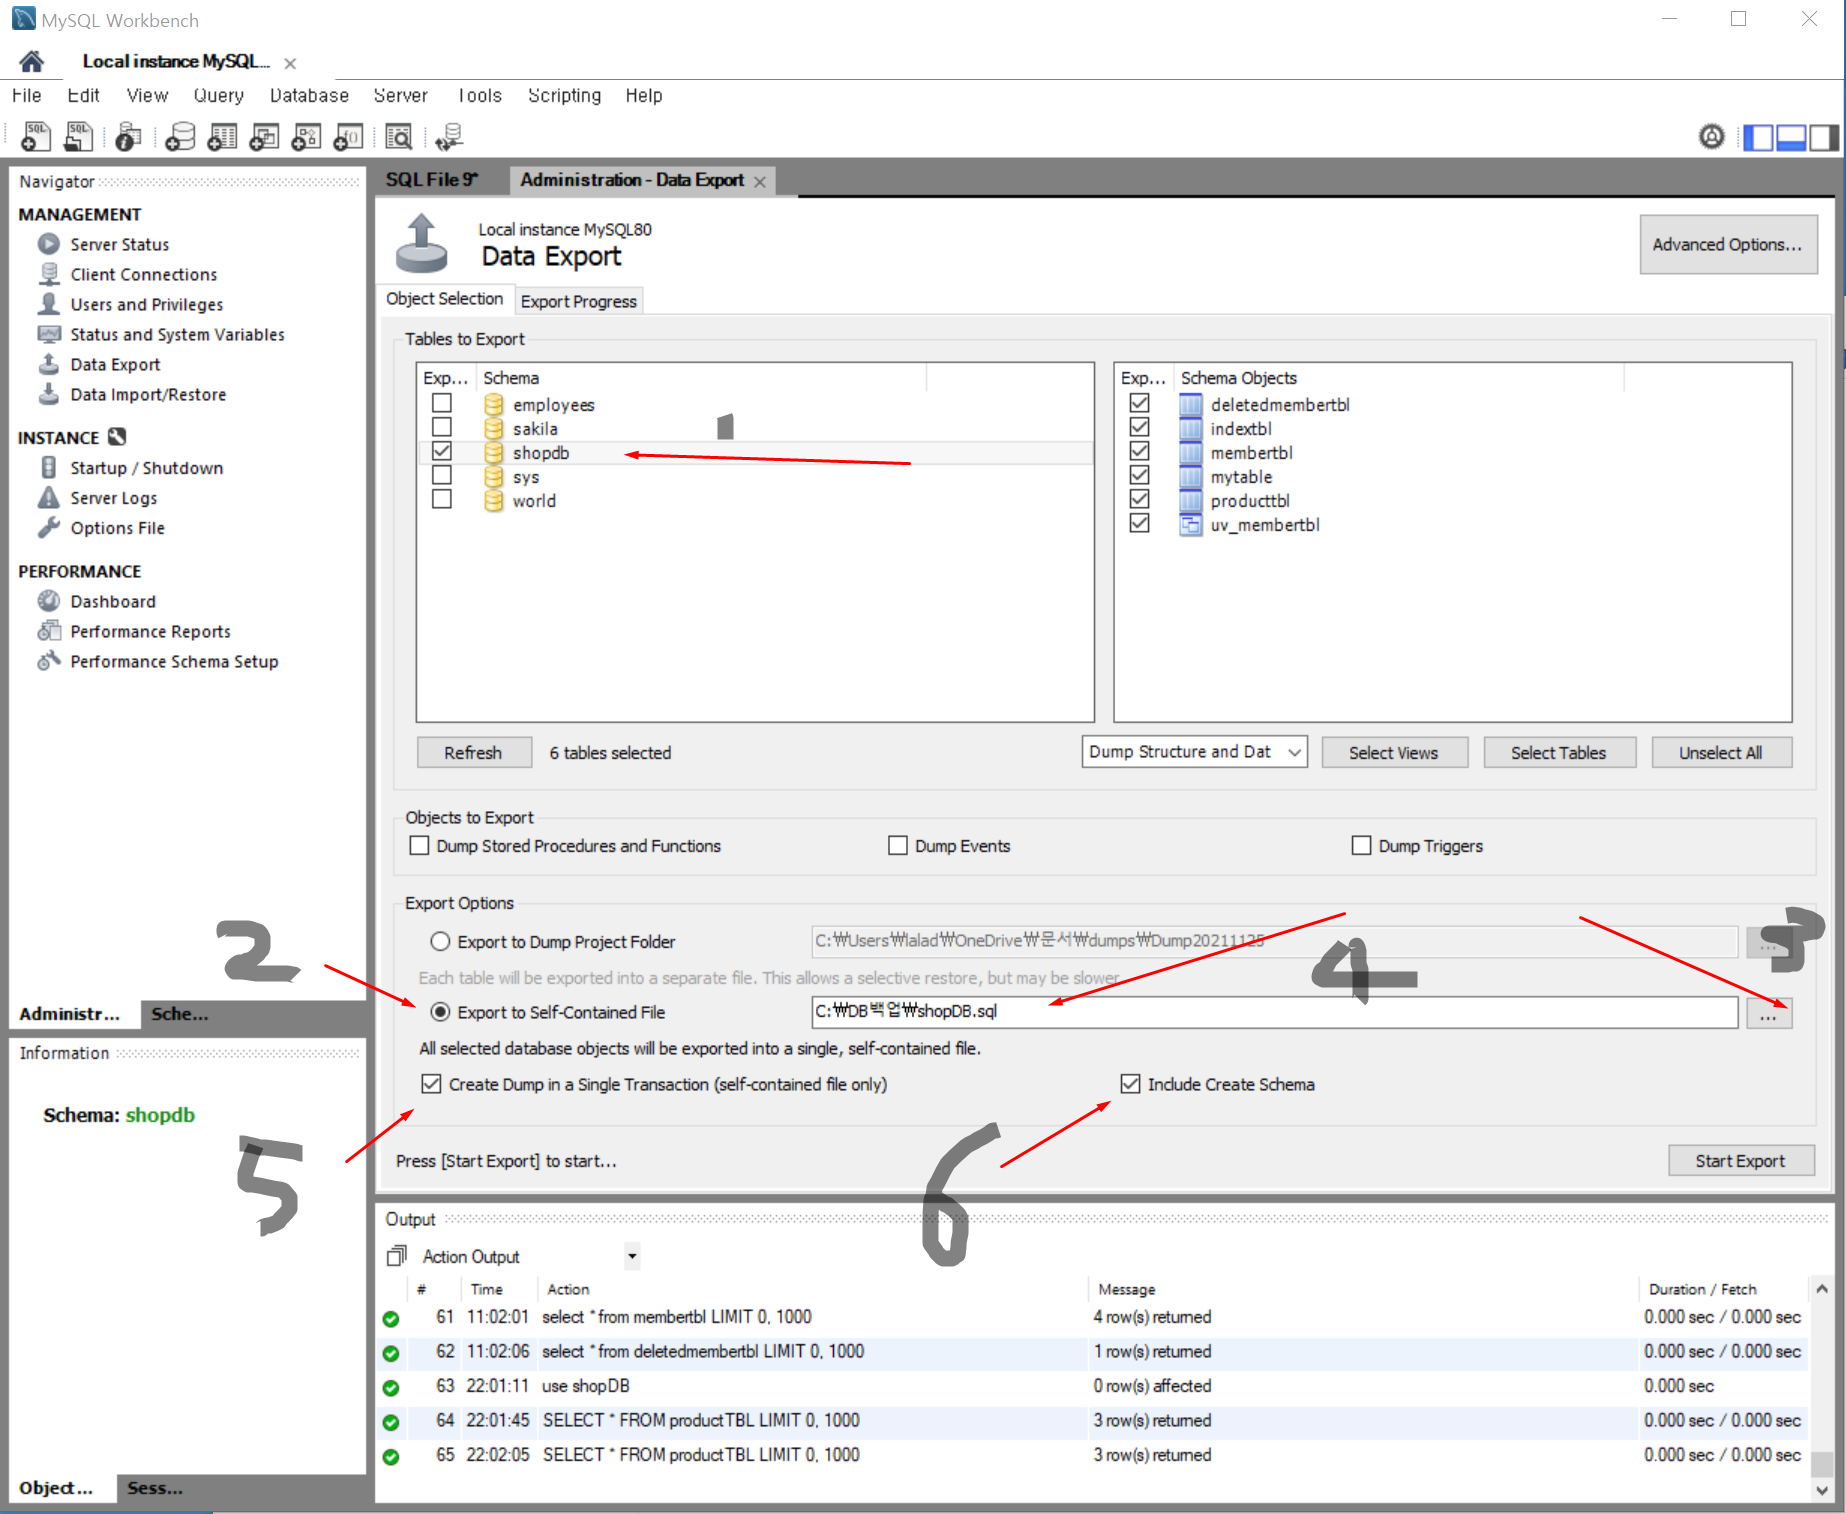 MySQL Workbench
Local instance MySQL...
File Edit View Query Database Server Tools Scripting Help
Navigator
MANAGEMENT
Server Status
Client Connections
Users and Privileges
Status and System Variables
Data Export
Data Import/Restore
INSTANCE
Startup / Shutdown
Server Logs
Options File
PERFORMANCE
Dashboard
Performance Reports
Performance Schema Setup
Administr... Sche...
Information
Schema: shopdb
Object... Sess...
SQL File 9* Administration - Data Export
Local instance MySQL80
Data Export
Advanced Options...
Object Selection Export Progress
Tables to Export
Exp... Schema
employees
sakila
shopdb
sys
world
1
Exp... Schema Objects
deletedmembertbl
indextbl
membertbl
mytable
producttbl
uv_membertbl
Refresh 6 tables selected Dump Structure and Dat Select Views Select Tables Unselect All
Objects to Export
Dump Stored Procedures and Functions Dump Events Dump Triggers
Export Options
2
Export to Dump Project Folder C:₩Users₩lalad₩OneDrive₩문서₩dumps₩Dump20211125 ...
3
4
Each table will be exported into a separate file. This allows a selective restore, but may be slower.
Export to Self-Contained File C:₩DB백업₩shopDB.sql ...
All selected database objects will be exported into a single, self-contained file.
Create Dump in a Single Transaction (self-contained file only) Include Create Schema
5
6
Press [Start Export] to start... Start Export
Output
Action Output
# Time Action Message Duration / Fetch
61 11:02:01 select * from membertbl LIMIT 0, 1000 4 row(s) returned 0.000 sec / 0.000 sec
62 11:02:06 select * from deletedmembertbl LIMIT 0, 1000 1 row(s) returned 0.000 sec / 0.000 sec
63 22:01:11 use shopDB 0 row(s) affected 0.000 sec
64 22:01:45 SELECT * FROM productTBL LIMIT 0, 1000 3 row(s) returned 0.000 sec / 0.000 sec
65 22:02:05 SELECT * FROM productTBL LIMIT 0, 1000 3 row(s) returned 0.000 sec / 0.000 sec